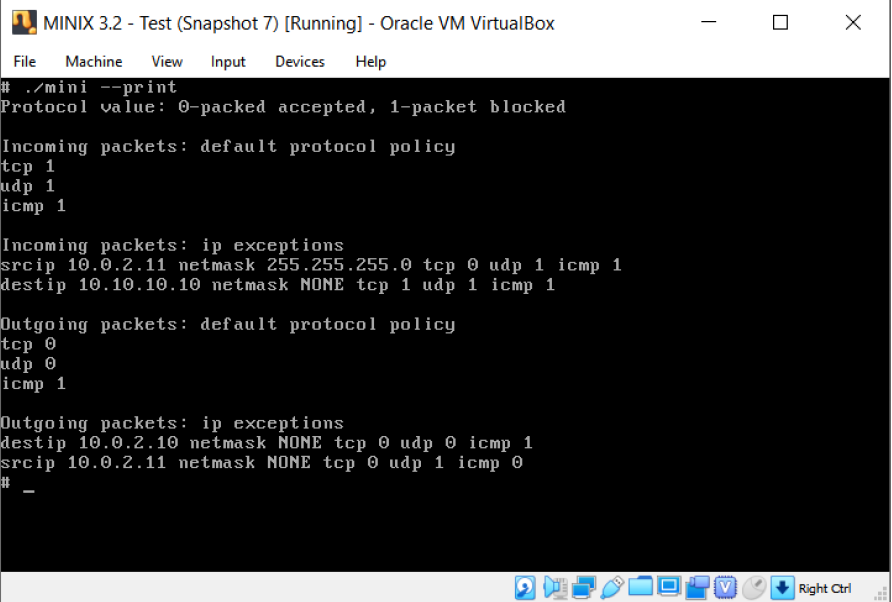 MINIX 3.2 - Test (Snapshot 7) [Running] - Oracle VM VirtualBox
File Machine View Input Devices Help
# ./mini --print
Protocol value: 0-packed accepted, 1-packet blocked
Incoming packets: default protocol policy
tcp 1
udp 1
icmp 1
Incoming packets: ip exceptions
srcip 10.0.2.11 netmask 255.255.255.0 tcp 0 udp 1 icmp 1
destip 10.10.10.10 netmask NONE tcp 1 udp 1 icmp 1
Outgoing packets: default protocol policy
tcp 0
udp 0
icmp 1
Outgoing packets: ip exceptions
destip 10.0.2.10 netmask NONE tcp 0 udp 0 icmp 1
srcip 10.0.2.11 netmask NONE tcp 0 udp 1 icmp 0
# _
Right Ctrl